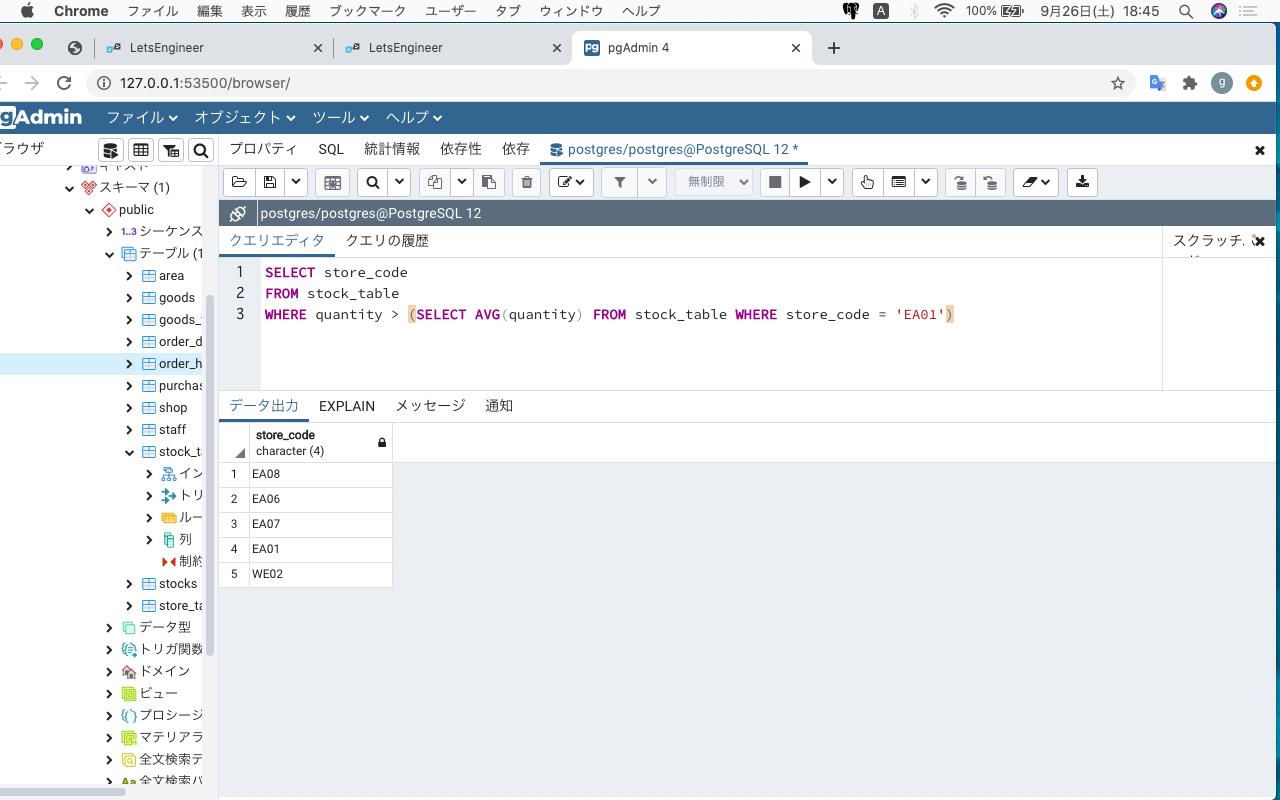 Chrome ファイル 編集 表示 履歴 ブックマーク ユーザー タブ ウィンドウ ヘルプ A 100% 9月26日(土) 18:45
LetsEngineer LetsEngineer pgAdmin 4
127.0.0.1:53500/browser/ g
gAdmin ファイル オブジェクト ツール ヘルプ
ラウザ プロパティ SQL 統計情報 依存性 依存 postgres/postgres@PostgreSQL 12 *
キャスト
スキーマ (1)
public
シーケンス
テーブル (1
area
goods
goods_
order_d
order_h
purchas
shop
staff
stock_t
イン
トリ
ルー
列
制約
stocks
store_ta
データ型
トリガ関数
ドメイン
ビュー
プロシージ
マテリアラ
全文検索テ
全文検索パ
無制限
postgres/postgres@PostgreSQL 12
クエリエディタ クエリの履歴 スクラッチ
1 SELECT store_code
2 FROM stock_table
3 WHERE quantity > (SELECT AVG(quantity) FROM stock_table WHERE store_code = 'EA01')
データ出力 EXPLAIN メッセージ 通知
store_code
character (4)
1 EA08
2 EA06
3 EA07
4 EA01
5 WE02